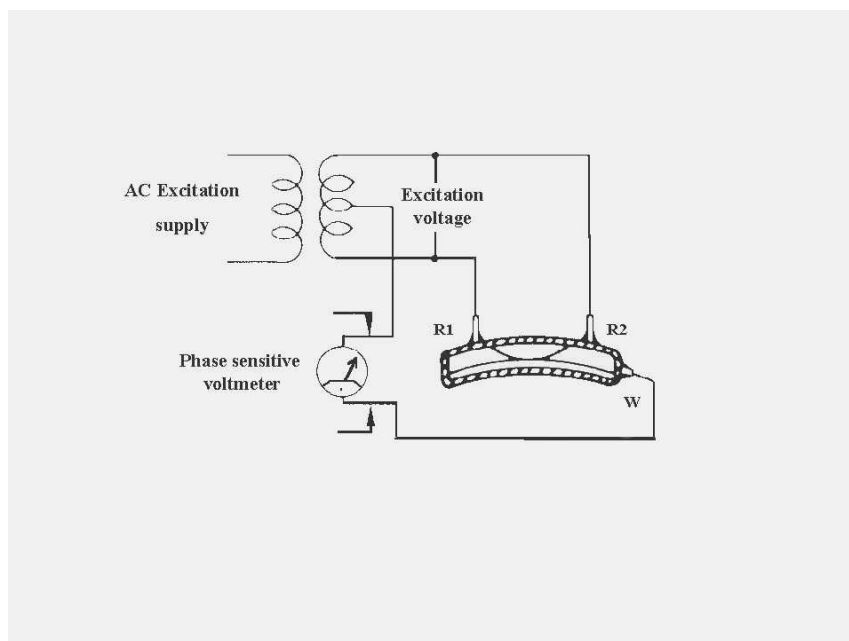 AC Excitation
supply
Excitation
voltage
R1
R2
Phase sensitive
voltmeter
W